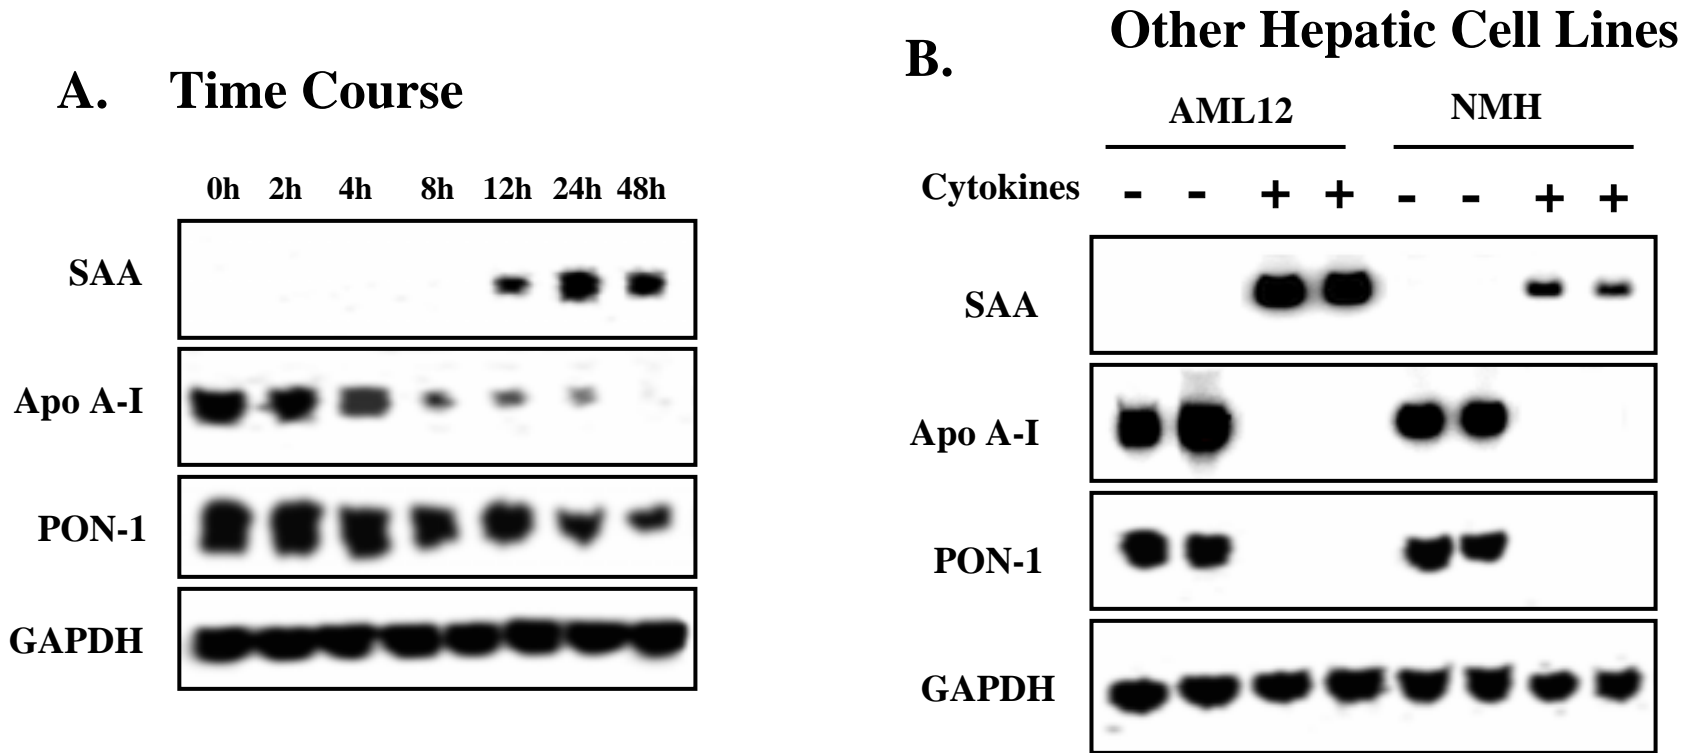 A. Time Course
0h 2h 4h 8h 12h 24h 48h
SAA
Apo A-I
PON-1
GAPDH
B. Other Hepatic Cell Lines
AML12 NMH
Cytokines - - + + - - + +
SAA
Apo A-I
PON-1
GAPDH